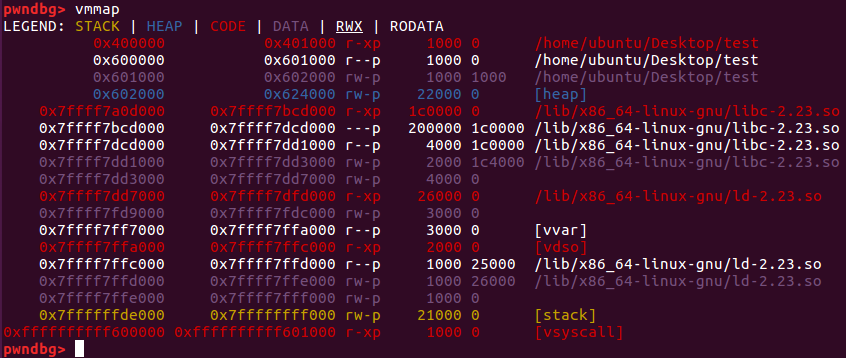 pwndbg> vmmap
LEGEND: STACK | HEAP | CODE | DATA | RWX | RODATA
0x400000 0x401000 r-xp 1000 0 /home/ubuntu/Desktop/test
0x600000 0x601000 r--p 1000 0 /home/ubuntu/Desktop/test
0x601000 0x602000 rw-p 1000 1000 /home/ubuntu/Desktop/test
0x602000 0x624000 rw-p 22000 0 [heap]
0x7ffff7a0d000 0x7ffff7bcd000 r-xp 1c0000 0 /lib/x86_64-linux-gnu/libc-2.23.so
0x7ffff7bcd000 0x7ffff7dcd000 ---p 200000 1c0000 /lib/x86_64-linux-gnu/libc-2.23.so
0x7ffff7dcd000 0x7ffff7dd1000 r--p 4000 1c0000 /lib/x86_64-linux-gnu/libc-2.23.so
0x7ffff7dd1000 0x7ffff7dd3000 rw-p 2000 1c4000 /lib/x86_64-linux-gnu/libc-2.23.so
0x7ffff7dd3000 0x7ffff7dd7000 rw-p 4000 0
0x7ffff7dd7000 0x7ffff7dfd000 r-xp 26000 0 /lib/x86_64-linux-gnu/ld-2.23.so
0x7ffff7fd9000 0x7ffff7fdc000 rw-p 3000 0
0x7ffff7ff7000 0x7ffff7ffa000 r--p 3000 0 [vvar]
0x7ffff7ffa000 0x7ffff7ffc000 r-xp 2000 0 [vdso]
0x7ffff7ffc000 0x7ffff7ffd000 r--p 1000 25000 /lib/x86_64-linux-gnu/ld-2.23.so
0x7ffff7ffd000 0x7ffff7ffe000 rw-p 1000 26000 /lib/x86_64-linux-gnu/ld-2.23.so
0x7ffff7ffe000 0x7ffff7fff000 rw-p 1000 0
0x7ffffffde000 0x7ffffffff000 rw-p 21000 0 [stack]
0xffffffffff600000 0xffffffffff601000 r-xp 1000 0 [vsyscall]
pwndbg>